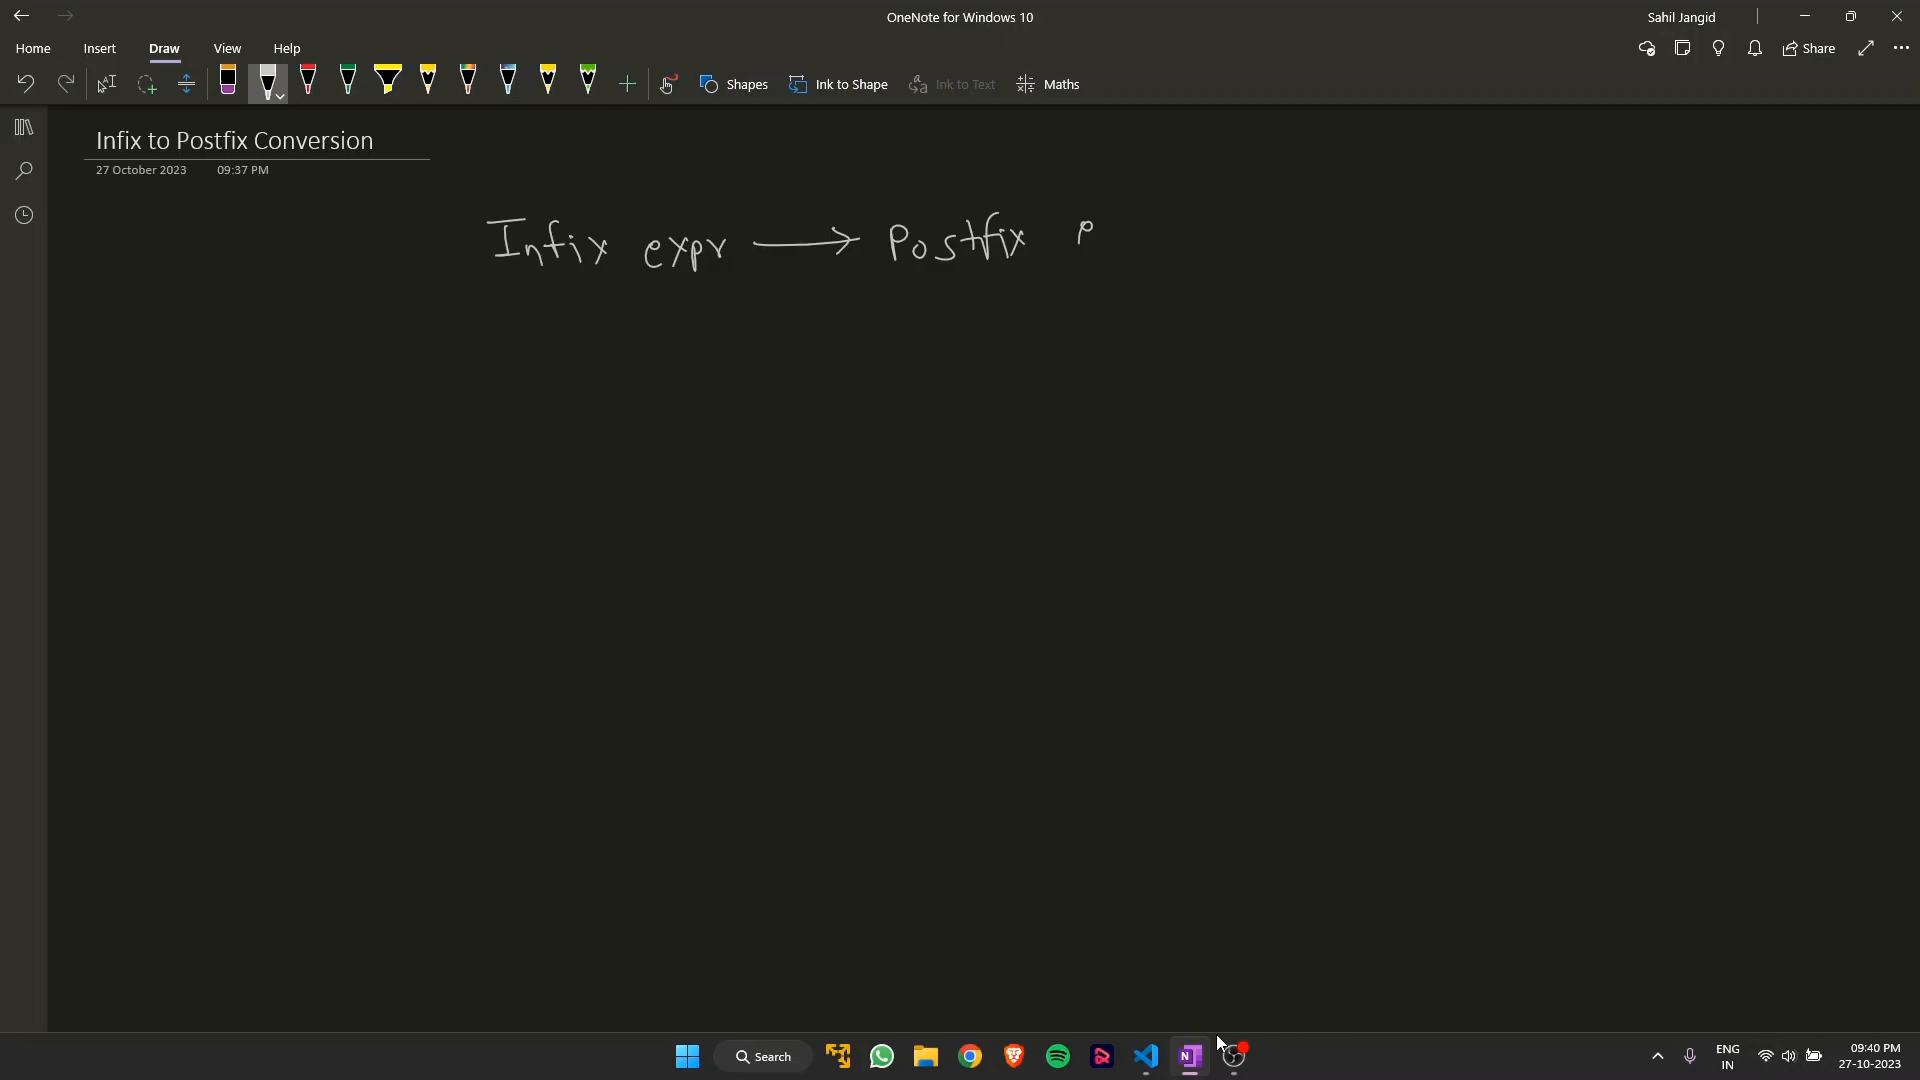 OneNote for Windows 10
Sahil Jangid
Home Insert Draw View Help
Share
Shapes Ink to Shape Ink to Text Maths
Infix to Postfix Conversion
27 October 2023 09:37 PM
Infix expr → Postfix
Search
ENG
IN
09:40 PM
27-10-2023